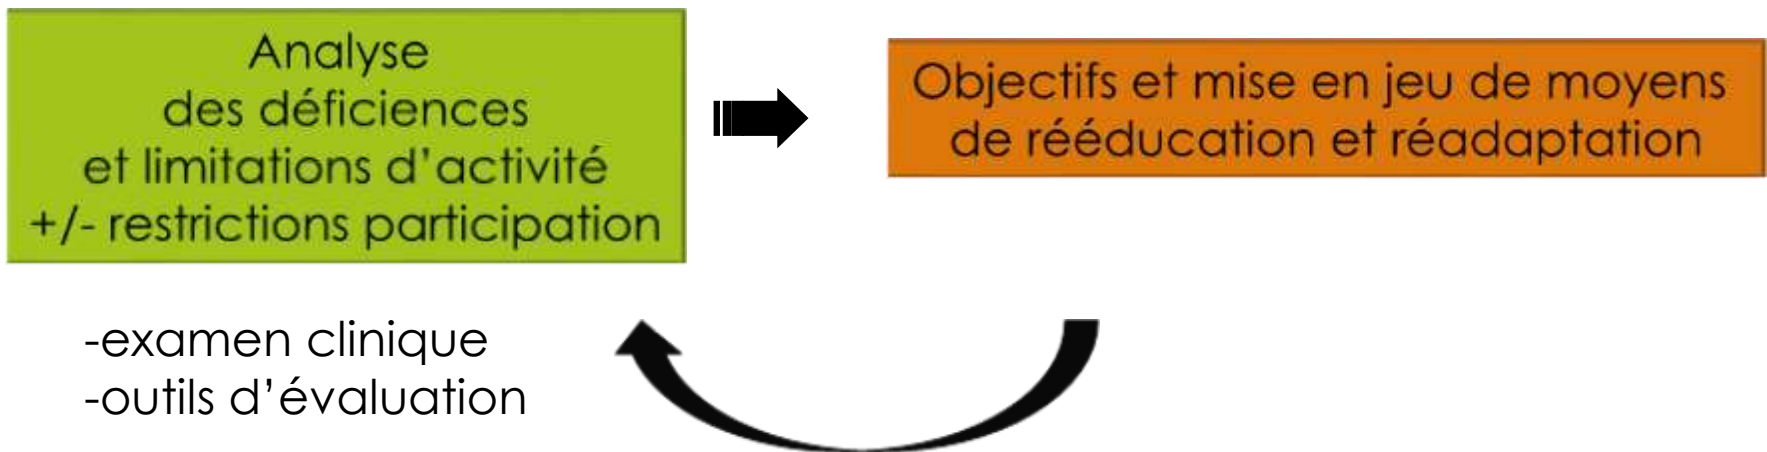 Analyse
des déficiences
et limitations d’activité
+/- restrictions participation
Objectifs et mise en jeu de moyens
de rééducation et réadaptation
-examen clinique
-outils d’évaluation